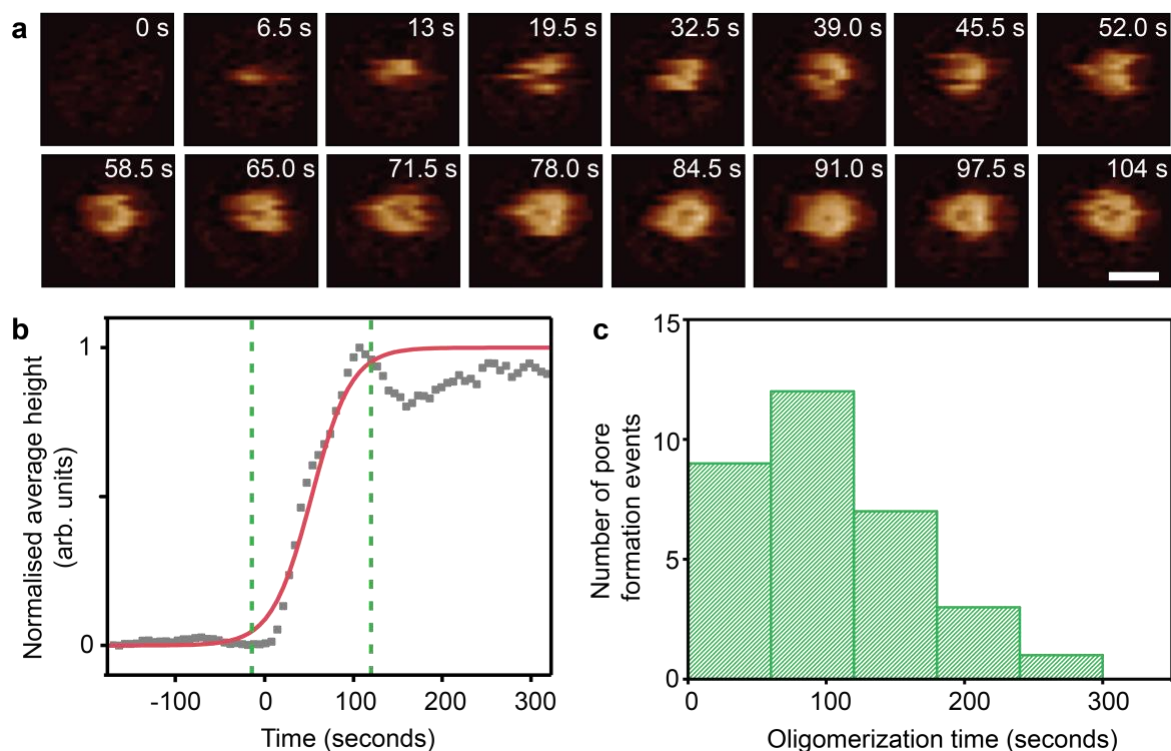 a
0 s
6.5 s
13 s
19.5 s
32.5 s
39.0 s
45.5 s
52.0 s
58.5 s
65.0 s
71.5 s
78.0 s
84.5 s
91.0 s
97.5 s
104 s
b
Normalised average height
(arb. units)
1
0
-100
0
100
200
300
Time (seconds)
c
Number of pore
formation events
15
10
5
0
0
100
200
300
Oligomerization time (seconds)